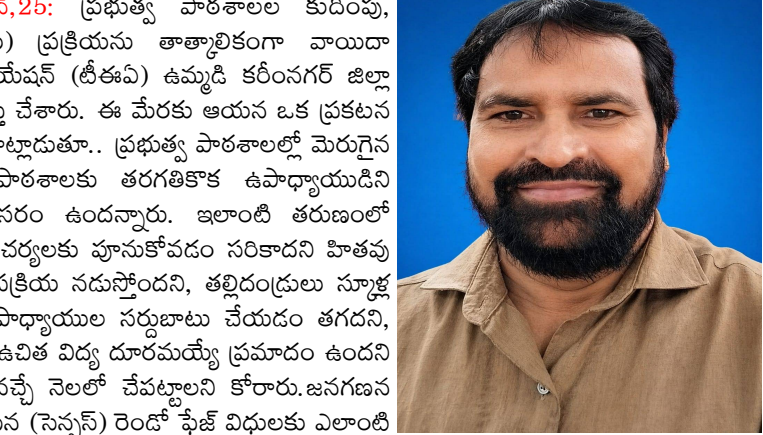 25: ప్రభుత్వ పాఠశాలల కుదింపు,
ప్రక్రియను తాత్కాలికంగా వాయిదా
యేషన్ (టీఈఏ) ఉమ్మడి కరీంనగర్ జిల్లా
చేశారు. ఈ మేరకు ఆయన ఒక ప్రకటన
ట్లాడుతూ.. ప్రభుత్వ పాఠశాలల్లో మెరుగైన
పాఠశాలకు తరగతికొక ఉపాధ్యాయుడిని
సరం ఉందన్నారు. ఇలాంటి తరుణంలో
చర్యలకు పూనుకోవడం సరికాదని హితవు
క్రియ నడుస్తోందని, తల్లిదండ్రులు స్కూళ్ల
పాధ్యాయుల సర్దుబాటు చేయడం తగదని,
ఉచిత విద్య దూరమయ్యే ప్రమాదం ఉందని
వచ్చే నెలలో చేపట్టాలని కోరారు.జనగణన
న (సెన్సస్) రెండో ఫేజ్ విధులకు ఎలాంటి